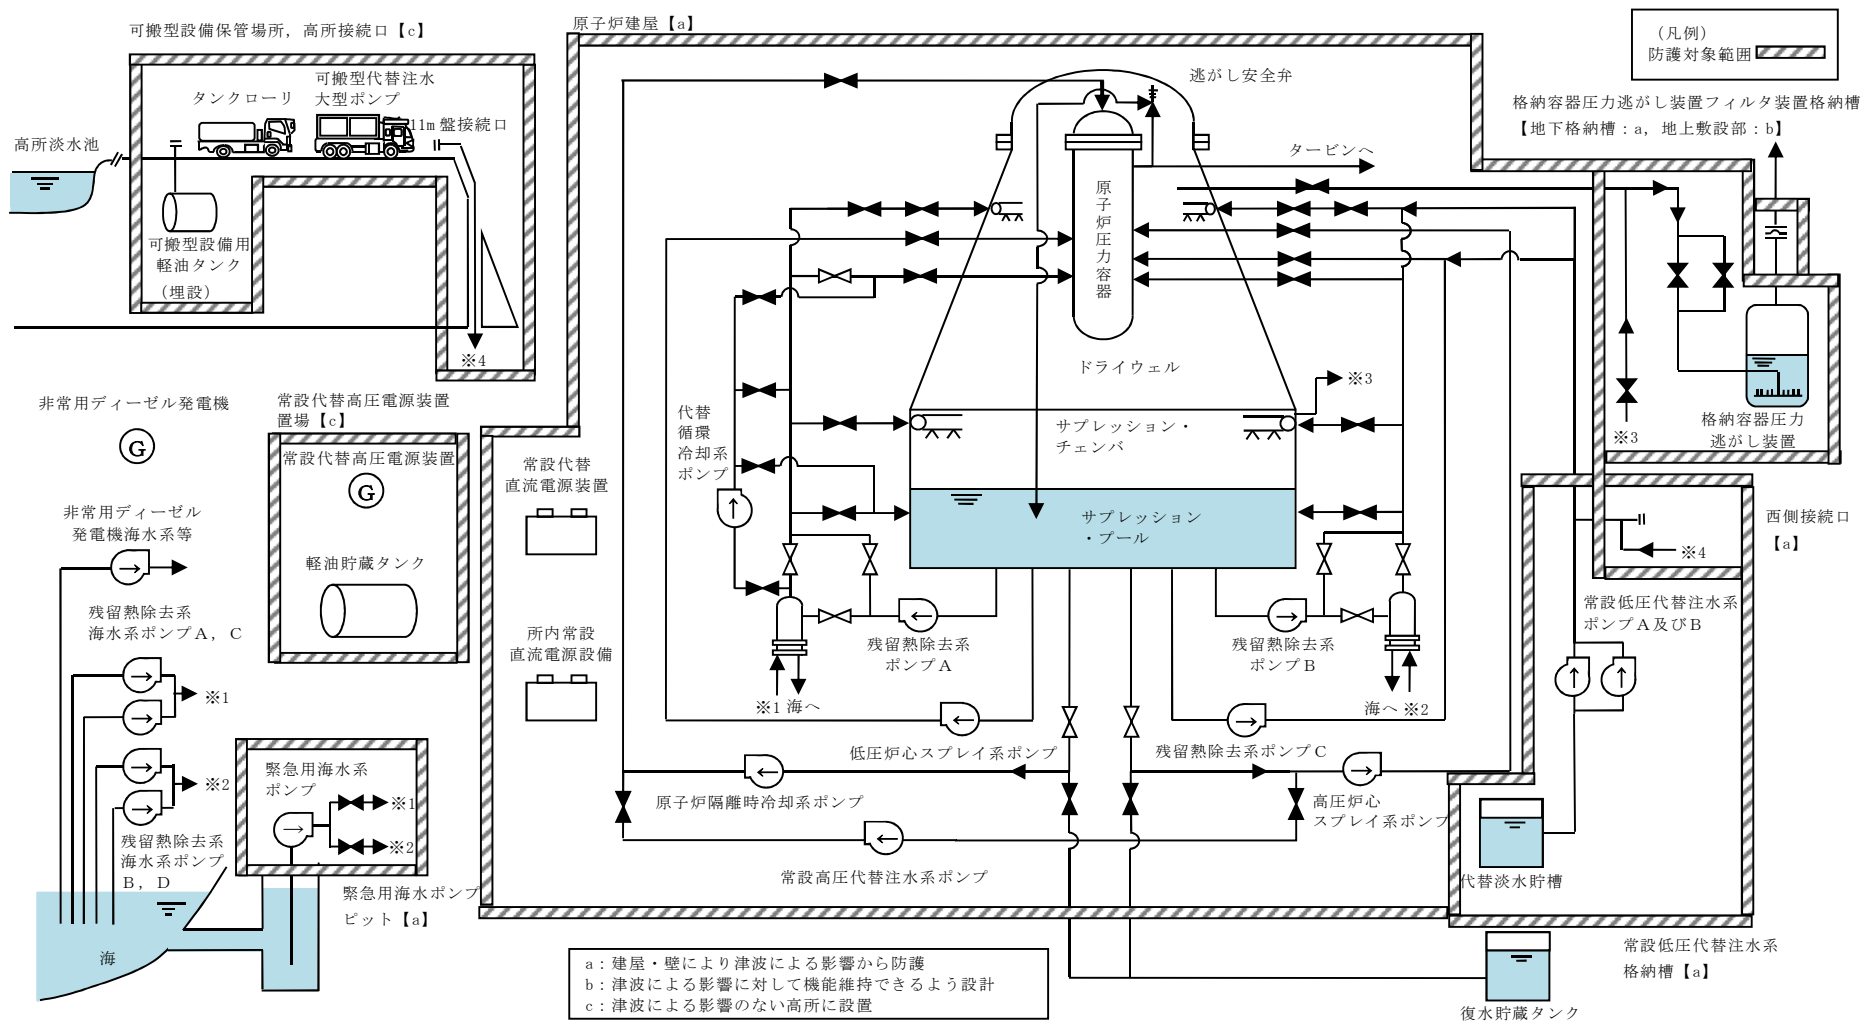 可搬型設備保管場所，高所接続口【c】
タンクローリ
可搬型代替注水
大型ポンプ
11m 盤接続口
高所淡水池
可搬型設備用
軽油タンク
（埋設）
※4
原子炉建屋【a】
逃がし安全弁
タービンへ
原子炉圧力容器
ドライウェル
※3
サプレッション・
チェンバ
サプレッション
・プール
代替
循環
冷却系
ポンプ
常設代替
直流電源装置
所内常設
直流電源設備
残留熱除去系
ポンプＡ
残留熱除去系
ポンプＢ
※1 海へ
海へ ※2
低圧炉心スプレイ系ポンプ
残留熱除去系ポンプＣ
原子炉隔離時冷却系ポンプ
高圧炉心
スプレイ系ポンプ
常設高圧代替注水系ポンプ
（凡例）
防護対象範囲
格納容器圧力逃がし装置フィルタ装置格納槽
【地下格納槽：a，地上敷設部：b】
※3
格納容器圧力
逃がし装置
西側接続口
【a】
※4
常設低圧代替注水系
ポンプＡ及びＢ
代替淡水貯槽
常設低圧代替注水系
格納槽【a】
復水貯蔵タンク
非常用ディーゼル発電機
G
常設代替高圧電源装置
置場【c】
常設代替高圧電源装置
G
軽油貯蔵タンク
非常用ディーゼル
発電機海水系等
残留熱除去系
海水系ポンプＡ，Ｃ
※1
※2
残留熱除去系
海水系ポンプ
Ｂ，Ｄ
緊急用海水系
ポンプ
※1
※2
緊急用海水ポンプ
ピット【a】
海
a：建屋・壁により津波による影響から防護
b：津波による影響に対して機能維持できるよう設計
c：津波による影響のない高所に設置